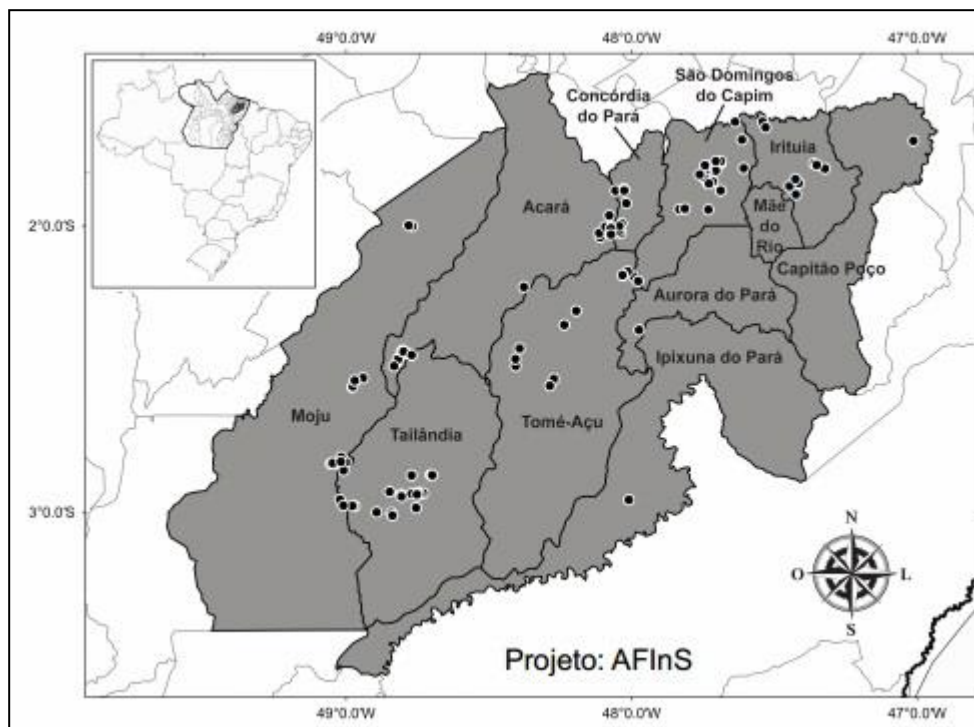 49°0.0'W
48°0.0'W
47°0.0'W
São Domingos
do Capim
Concórdia
do Pará
Irituia
Acará
2°0.0'S
Mãe
do
Rio
Capitão Poço
Aurora do Pará
Ipixuna do Pará
Moju
Tailândia
Tomé-Açu
3°0.0'S
N
O
L
S
Projeto: AFInS
49°0.0'W
48°0.0'W
47°0.0'W